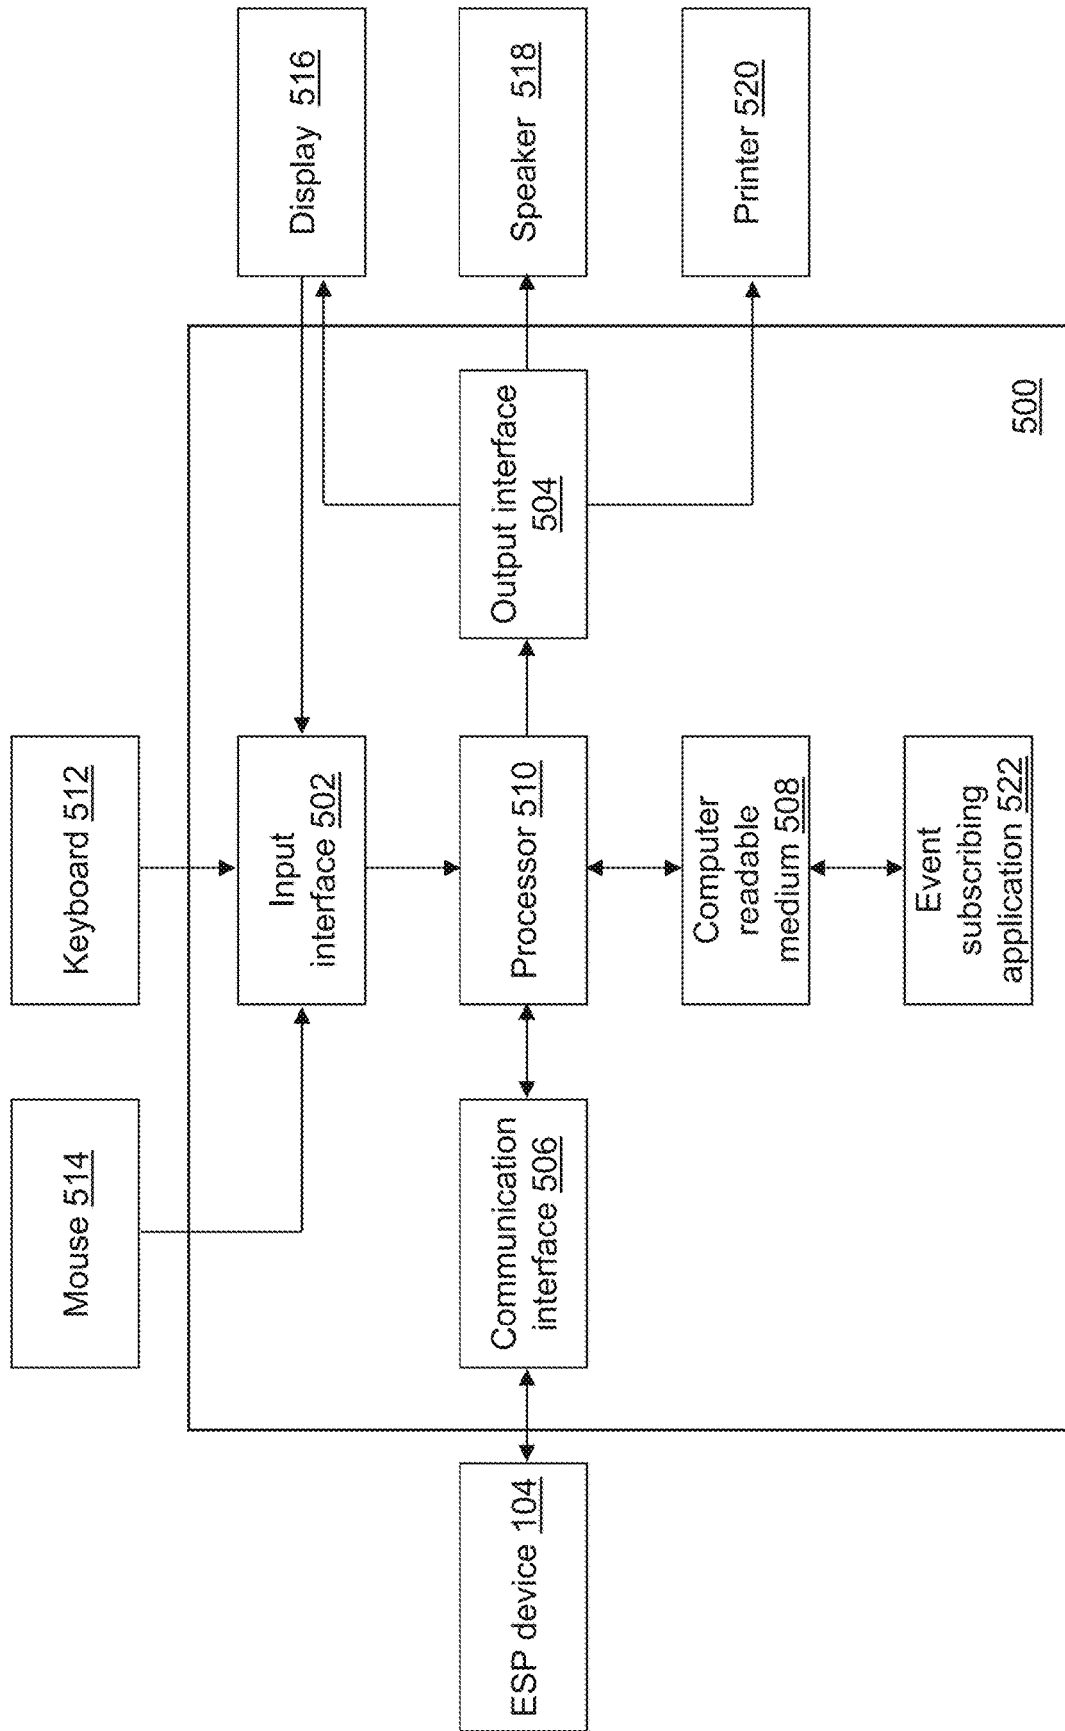 Mouse 514
Keyboard 512
Input
interface 502
Display 516
ESP device 104
Communication
interface 506
Processor 510
Output interface
504
Speaker 518
Computer
readable
medium 508
Printer 520
Event
subscribing
application 522
500